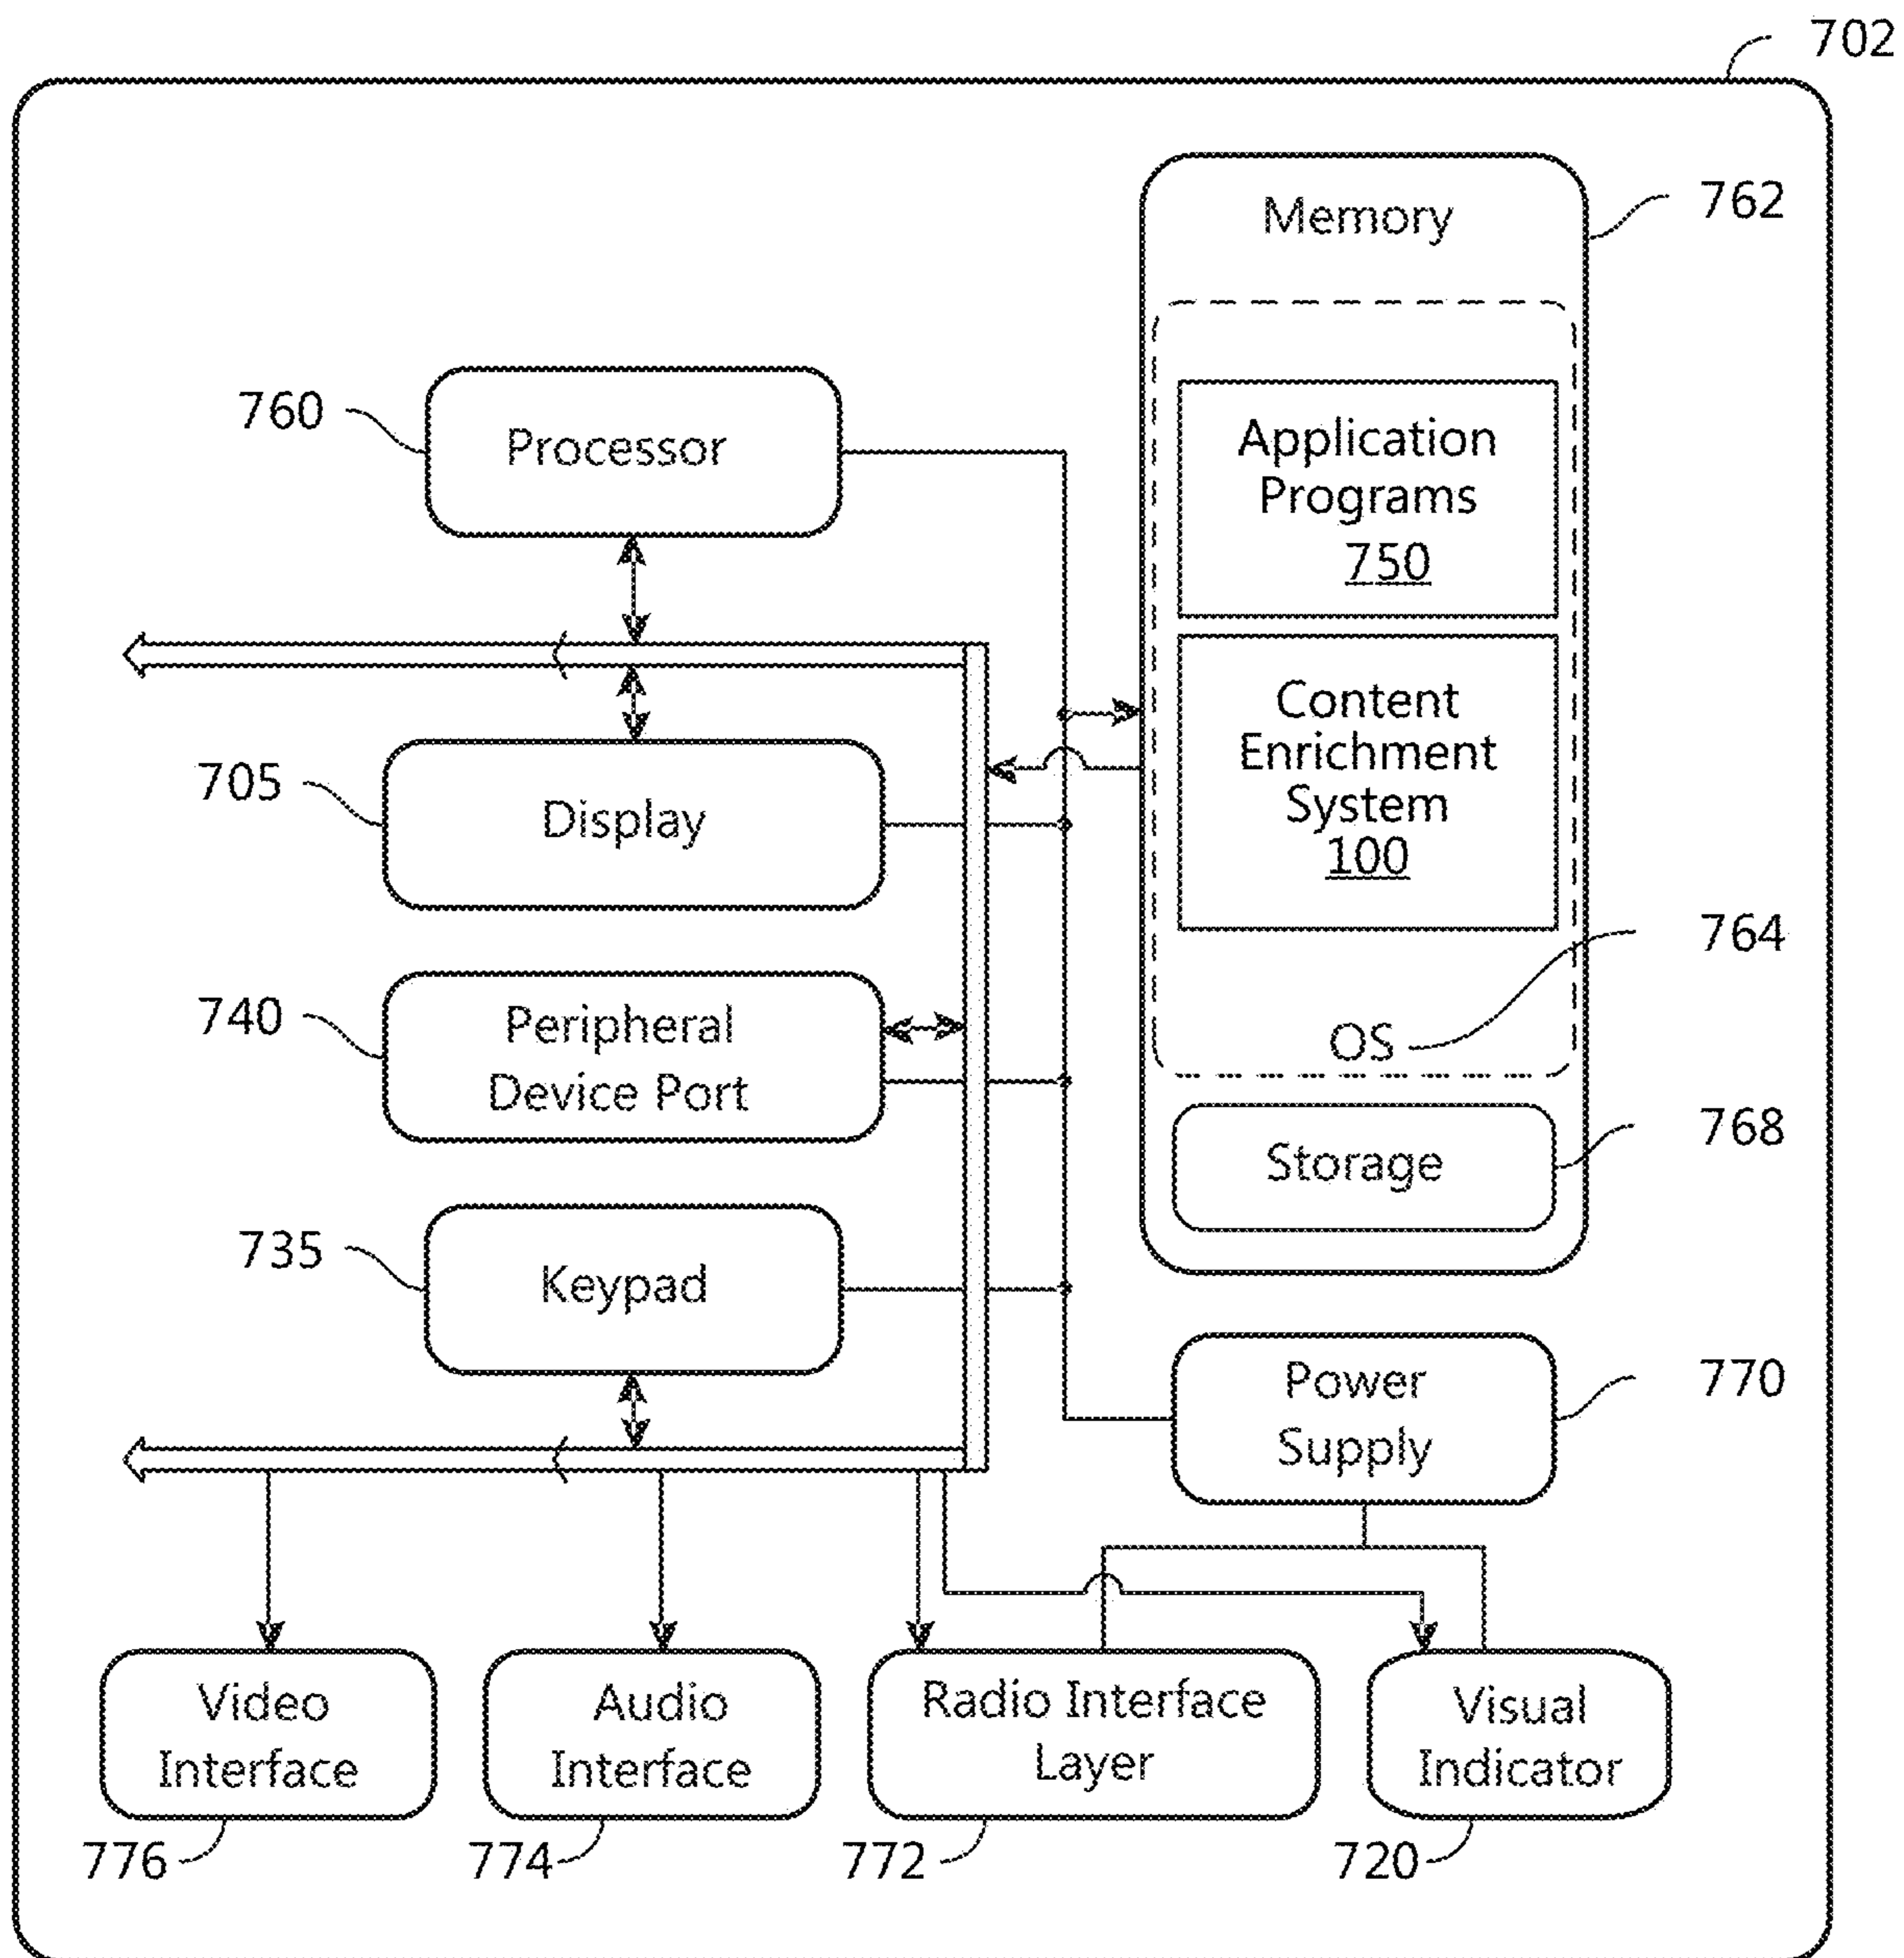 702
Memory
762
760
Processor
Application
Programs
750
Content
Enrichment
System
100
705
Display
764
740
Peripheral
Device Port
OS
768
Storage
735
Keypad
Power
Supply
770
Video
Interface
Audio
Interface
Radio Interface
Layer
Visual
Indicator
776
774
772
720